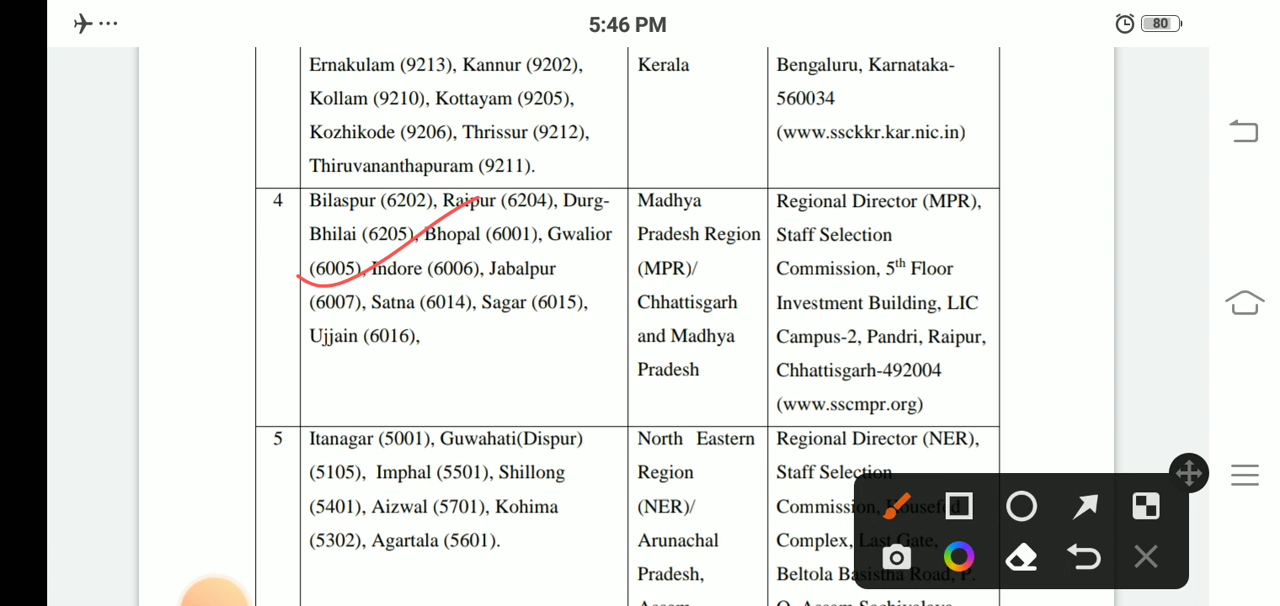 5:46 PM
80
Ernakulam (9213), Kannur (9202),
Kollam (9210), Kottayam (9205),
Kozhikode (9206), Thrissur (9212),
Thiruvananthapuram (9211).
Kerala
Bengaluru, Karnataka-
560034
(www.ssckkr.kar.nic.in)
4
Bilaspur (6202), Raipur (6204), Durg-
Bhilai (6205), Bhopal (6001), Gwalior
(6005), Indore (6006), Jabalpur
(6007), Satna (6014), Sagar (6015),
Ujjain (6016),
Madhya
Pradesh Region
(MPR)/
Chhattisgarh
and Madhya
Pradesh
Regional Director (MPR),
Staff Selection
Commission, 5th Floor
Investment Building, LIC
Campus-2, Pandri, Raipur,
Chhattisgarh-492004
(www.sscmpr.org)
5
Itanagar (5001), Guwahati(Dispur)
(5105), Imphal (5501), Shillong
(5401), Aizwal (5701), Kohima
(5302), Agartala (5601).
North Eastern
Region
(NER)/
Arunachal
Pradesh,
Regional Director (NER),
Staff Selection
Commission, Housefed
Complex, Last Gate,
Beltola Basistha Road, P.